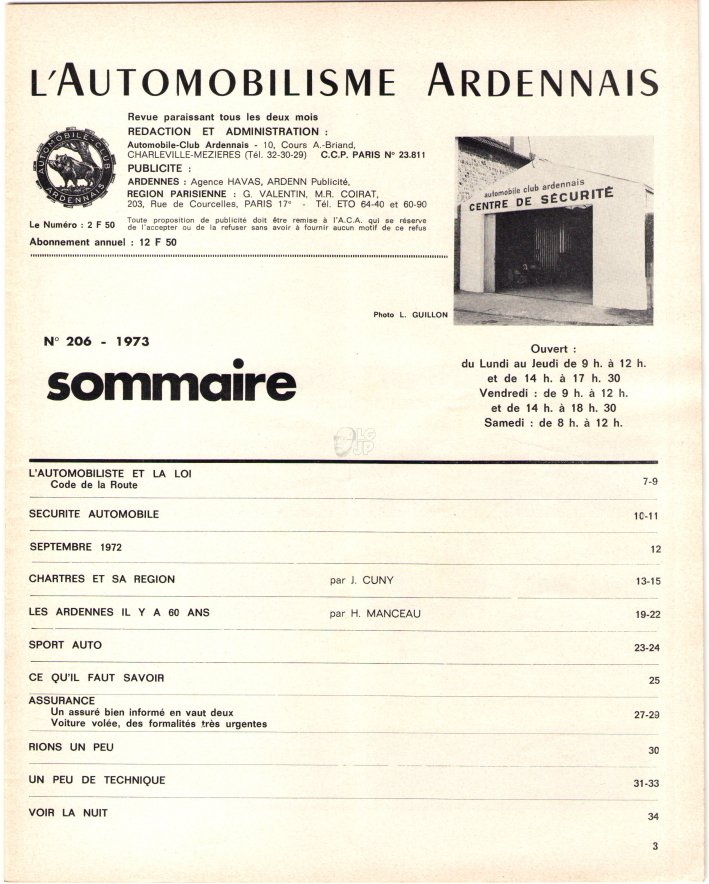 L'AUTOMOBILISME ARDENNAIS
Revue paraissant tous les deux mois
REDACTION ET ADMINISTRATION :
Automobile-Club Ardennais - 10, Cours A.-Briand,
CHARLEVILLE-MEZIERES (Tél. 32-30-29) C.C.P. PARIS N° 23.811
PUBLICITE :
ARDENNES : Agence HAVAS, ARDENN Publicité,
REGION PARISIENNE : G. VALENTIN, M.R. COIRAT,
203, Rue de Courcelles, PARIS 17e - Tél. ETO 64-40 et 60-90
AUTOMOBILE-CLUB
ARDENNAIS
Le Numéro : 2 F 50
Toute proposition de publicité doit être remise à l'A.C.A. qui se réserve
de l'accepter ou de la refuser sans avoir à fournir aucun motif de ce refus
Abonnement annuel : 12 F 50
automobile club ardennais
CENTRE DE SÉCURITÉ
Photo L. GUILLON
N° 206 - 1973
sommaire
Ouvert :
du Lundi au Jeudi de 9 h. à 12 h.
et de 14 h. à 17 h. 30
Vendredi : de 9 h. à 12 h.
et de 14 h. à 18 h. 30
Samedi : de 8 h. à 12 h.
LG
JP
L'AUTOMOBILISTE ET LA LOI
Code de la Route 7-9
SECURITE AUTOMOBILE 10-11
SEPTEMBRE 1972 12
CHARTRES ET SA REGION par J. CUNY 13-15
LES ARDENNES IL Y A 60 ANS par H. MANCEAU 19-22
SPORT AUTO 23-24
CE QU'IL FAUT SAVOIR 25
ASSURANCE
Un assuré bien informé en vaut deux 27-29
Voiture volée, des formalités très urgentes
RIONS UN PEU 30
UN PEU DE TECHNIQUE 31-33
VOIR LA NUIT 34
3